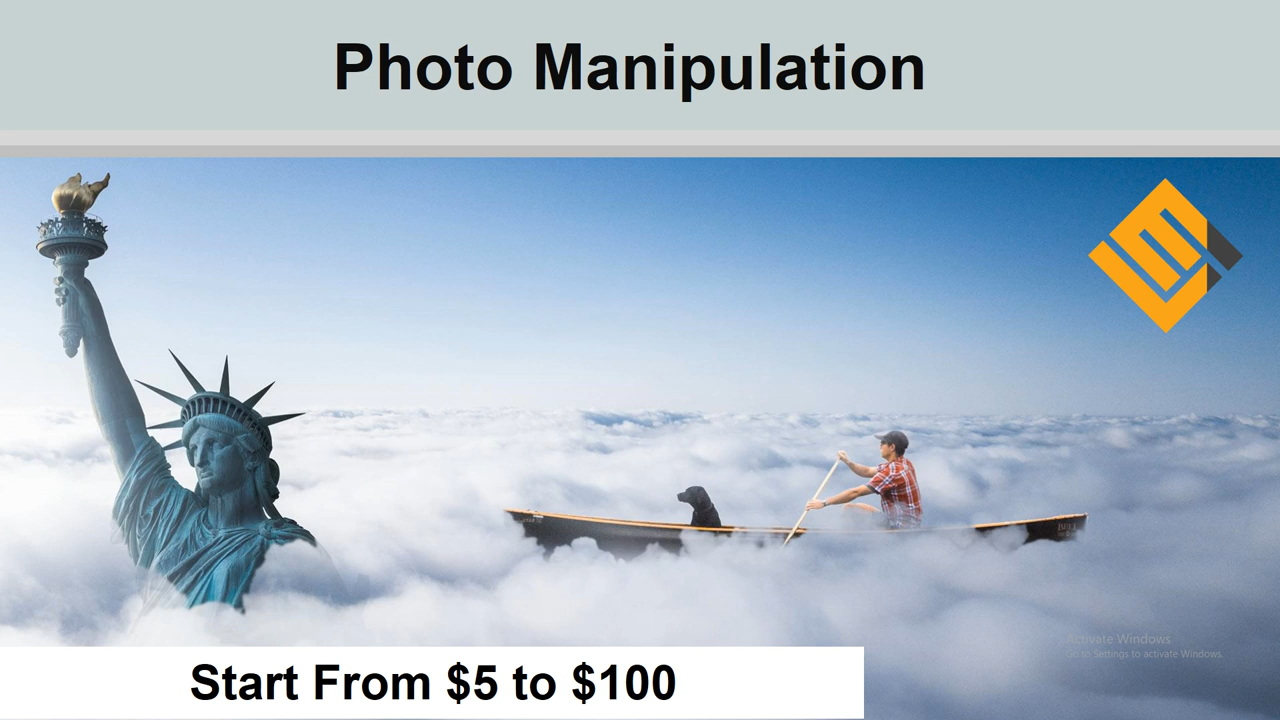 Photo Manipulation
Activate Windows
Go to Settings to activate Windows.
Start From $5 to $100